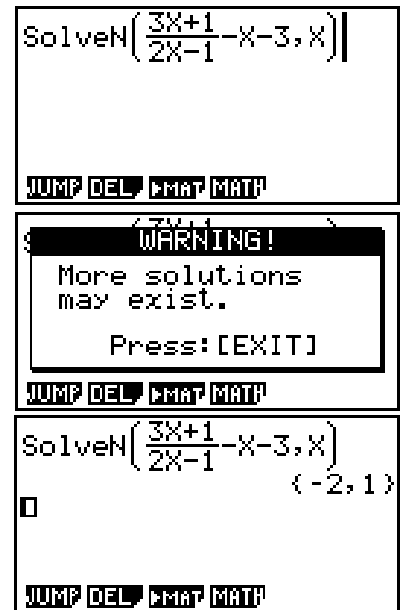 SolveN(3X+1/2X-1-X-3,X)
JUMP DEL ▶MAT MATH
WARNING!
More solutions
may exist.
Press:[EXIT]
JUMP DEL ▶MAT MATH
SolveN(3X+1/2X-1-X-3,X)
{-2,1}
JUMP DEL ▶MAT MATH